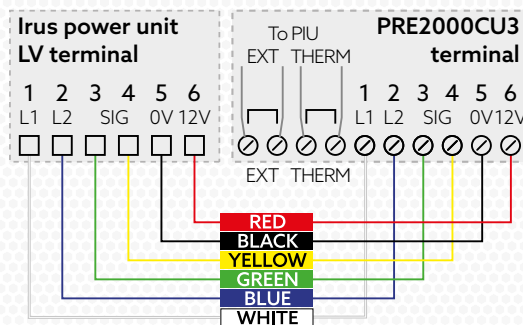 Irus power unit
LV terminal
1 2 3 4 5 6
L1 L2 SIG 0V 12V
To PIU
EXT THERM
PRE2000CU3
terminal
1 2 3 4 5 6
L1 L2 SIG 0V 12V
EXT THERM
RED
BLACK
YELLOW
GREEN
BLUE
WHITE